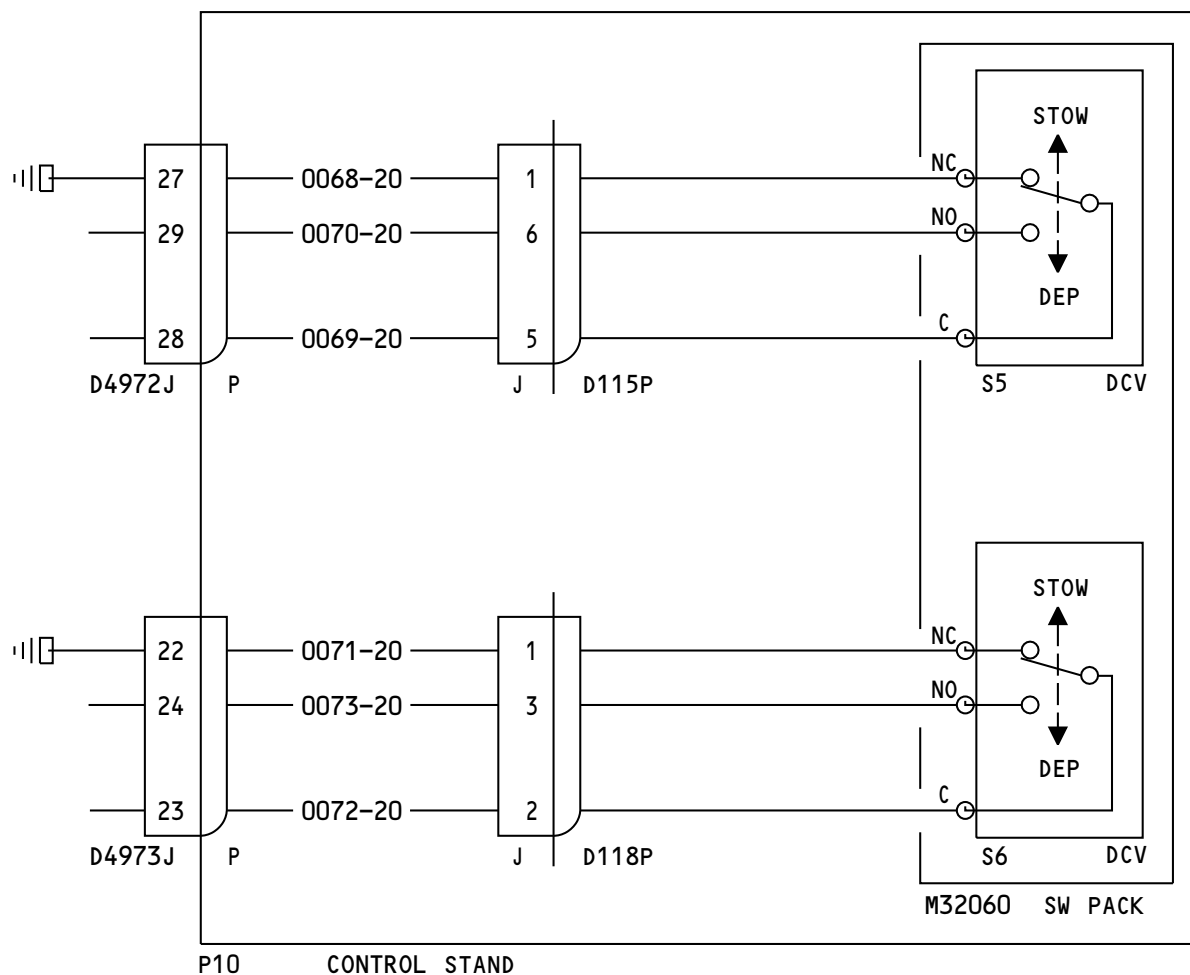 STOW
NC
27 0068-20 1
NO
29 0070-20 6
DEP
C
28 0069-20 5
D4972J P J D115P S5 DCV
STOW
NC
22 0071-20 1
NO
24 0073-20 3
DEP
C
23 0072-20 2
D4973J P J D118P S6 DCV
M32060 SW PACK
P10 CONTROL STAND